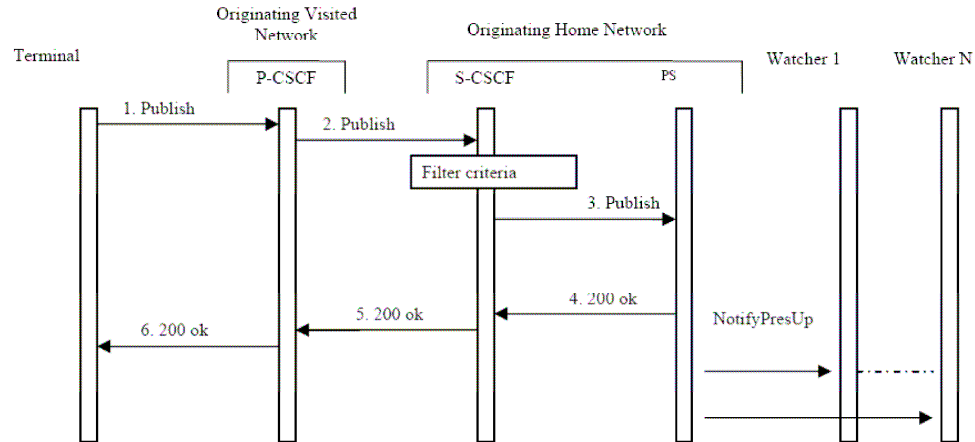 Originating Visited
Network
Originating Home Network
Terminal
Watcher 1
Watcher N
P-CSCF
S-CSCF
PS
1. Publish
2. Publish
Filter criteria
3. Publish
4. 200 ok
5. 200 ok
6. 200 ok
NotifyPresUp